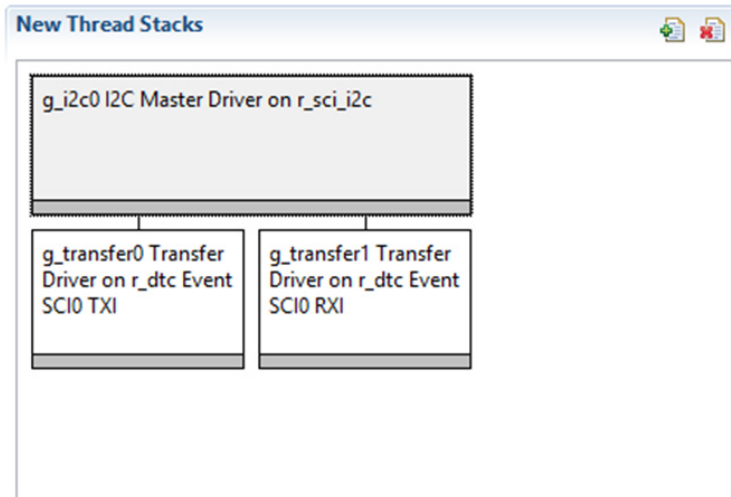 New Thread Stacks
g_i2c0 I2C Master Driver on r_sci_i2c
g_transfer0 Transfer
Driver on r_dtc Event
SCI0 TXI
g_transfer1 Transfer
Driver on r_dtc Event
SCI0 RXI